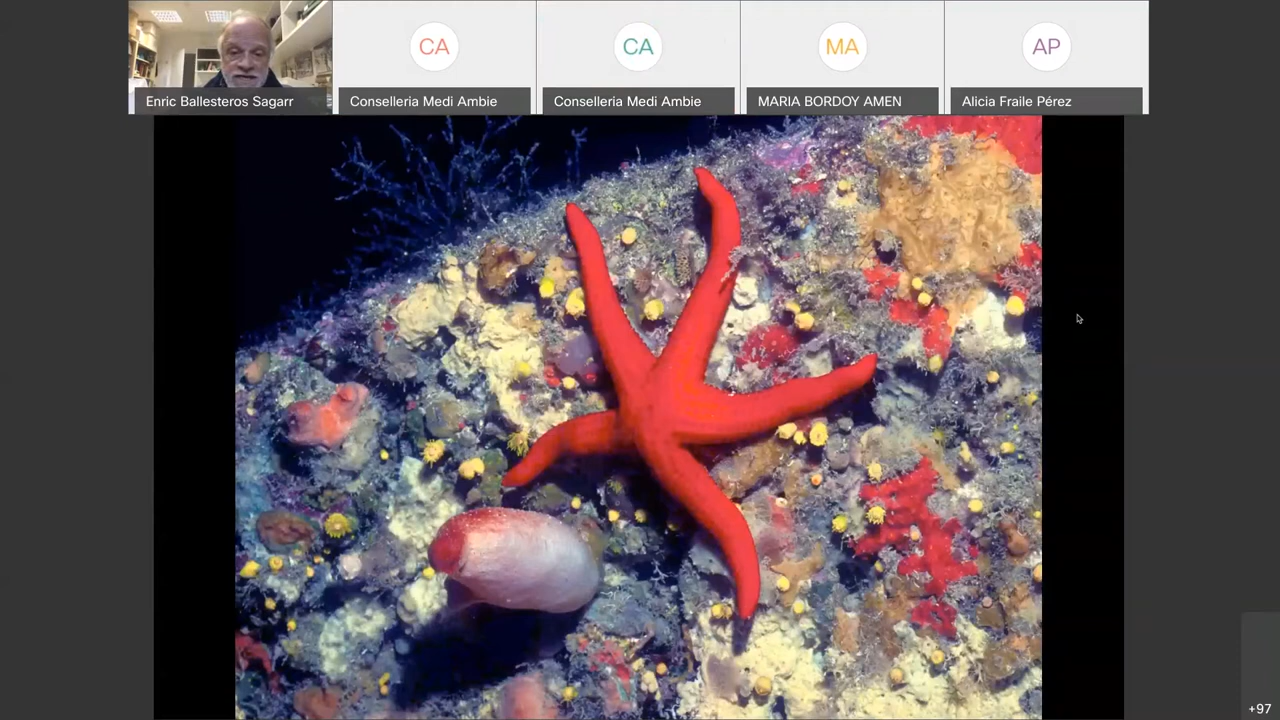 CA
CA
MA
AP
Enric Ballesteros Sagarr
Conselleria Medi Ambie
Conselleria Medi Ambie
MARIA BORDOY AMEN
Alicia Fraile Pérez
+97